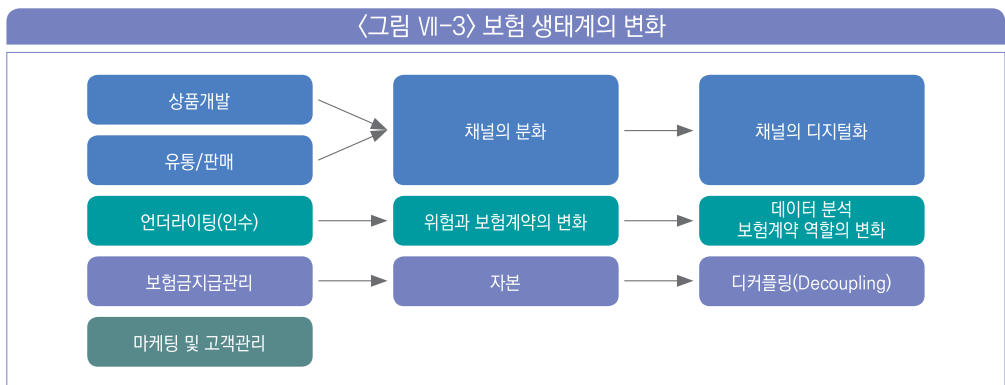 〈그림 Ⅶ-3〉 보험 생태계의 변화
상품개발
유통/판매
채널의 분화
채널의 디지털화
언더라이팅(인수)
위험과 보험계약의 변화
데이터 분석
보험계약 역할의 변화
보험금지급관리
자본
디커플링(Decoupling)
마케팅 및 고객관리